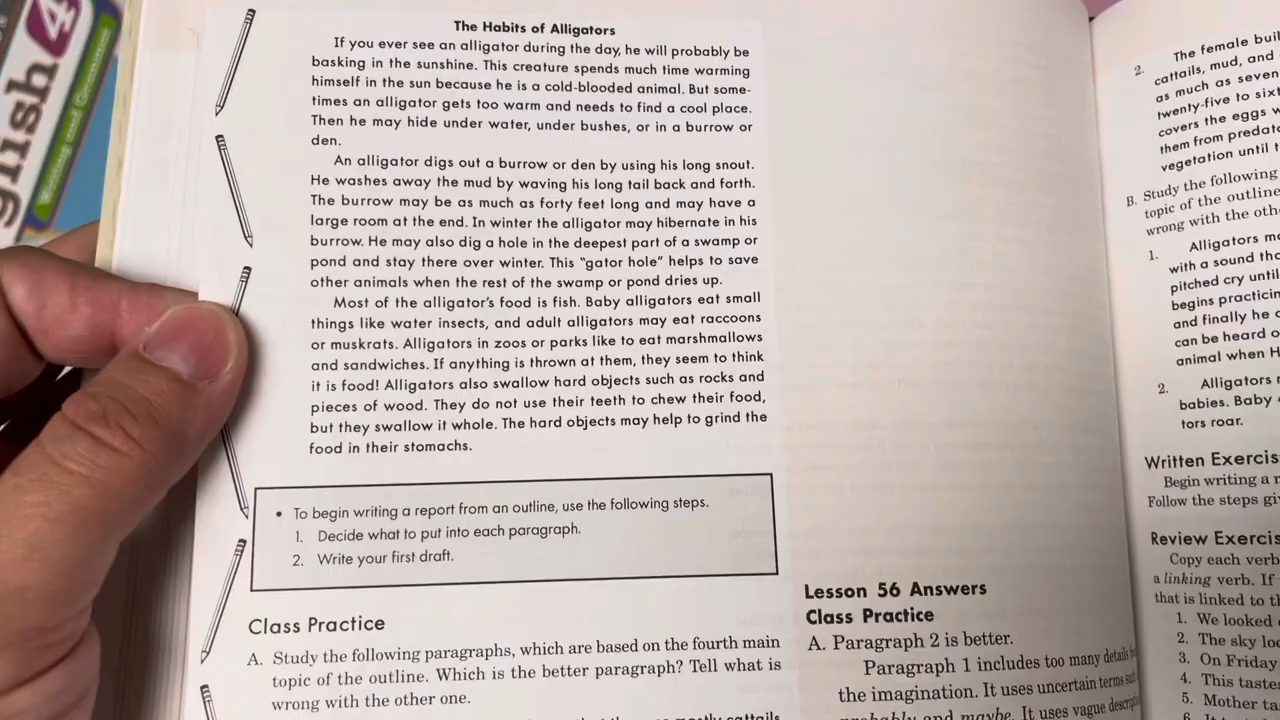 glish 4
Writing and Grammar
The Habits of Alligators
If you ever see an alligator during the day, he will probably be
basking in the sunshine. This creature spends much time warming
himself in the sun because he is a cold-blooded animal. But some-
times an alligator gets too warm and needs to find a cool place.
Then he may hide under water, under bushes, or in a burrow or
den.
An alligator digs out a burrow or den by using his long snout.
He washes away the mud by waving his long tail back and forth.
The burrow may be as much as forty feet long and may have a
large room at the end. In winter the alligator may hibernate in his
burrow. He may also dig a hole in the deepest part of a swamp or
pond and stay there over winter. This “gator hole” helps to save
other animals when the rest of the swamp or pond dries up.
Most of the alligator’s food is fish. Baby alligators eat small
things like water insects, and adult alligators may eat raccoons
or muskrats. Alligators in zoos or parks like to eat marshmallows
and sandwiches. If anything is thrown at them, they seem to think
it is food! Alligators also swallow hard objects such as rocks and
pieces of wood. They do not use their teeth to chew their food,
but they swallow it whole. The hard objects may help to grind the
food in their stomachs.
• To begin writing a report from an outline, use the following steps.
1. Decide what to put into each paragraph.
2. Write your first draft.
Class Practice
A. Study the following paragraphs, which are based on the fourth main
topic of the outline. Which is the better paragraph? Tell what is
wrong with the other one.
mostly cattails
Lesson 56 Answers
Class Practice
A. Paragraph 2 is better.
Paragraph 1 includes too many details
the imagination. It uses uncertain terms
probably and maybe. It uses vague
2. The female
cattails, mud, and
as much as seven
twenty-five to
covers the eggs
them from
vegetation until
B. Study the following
topic of the outline
wrong with the
1. Alligators
with a sound
pitched cry until
begins
and finally he
can be heard
animal when
2. Alligators
babies. Baby
tors roar.
Written
Begin writing a
Follow the steps
Review
Copy each verb
a linking verb. If
that is linked to
1. We looked
2. The sky
3. On Friday
4. This
5. Mother
6.